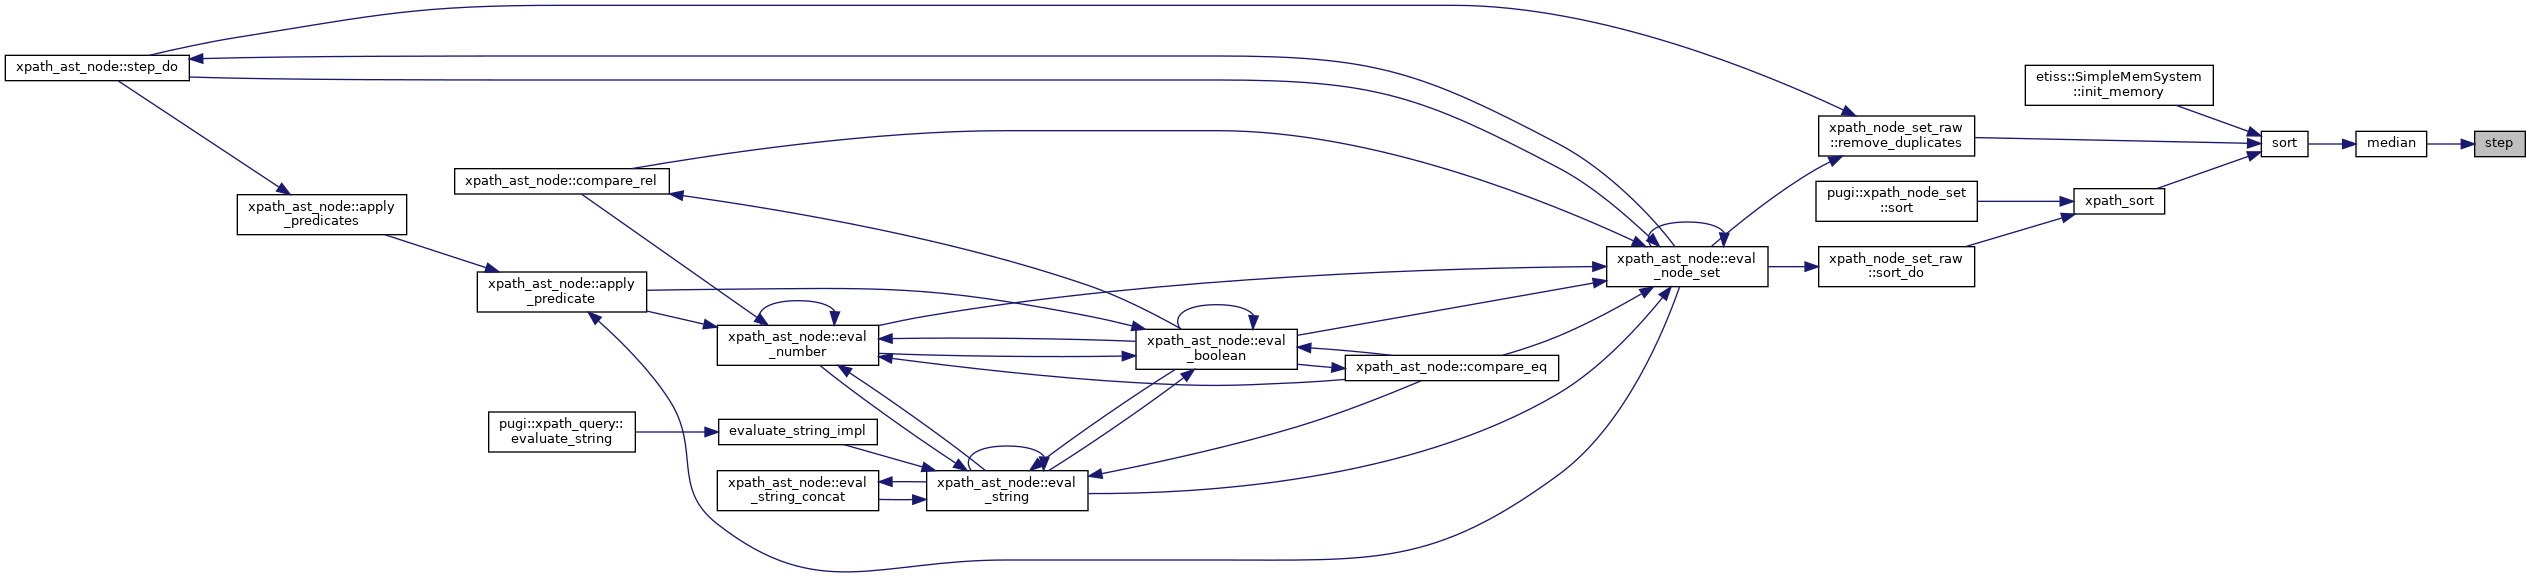 xpath_ast_node::step_do
xpath_ast_node::apply
_predicates
xpath_ast_node::compare_rel
xpath_ast_node::apply
_predicate
pugi::xpath_query::
evaluate_string
xpath_ast_node::eval
_number
evaluate_string_impl
xpath_ast_node::eval
_string_concat
xpath_ast_node::eval
_string
xpath_ast_node::eval
_boolean
xpath_ast_node::compare_eq
xpath_ast_node::eval
_node_set
xpath_node_set_raw
::remove_duplicates
pugi::xpath_node_set
::sort
xpath_node_set_raw
::sort_do
etiss::SimpleMemSystem
::init_memory
xpath_sort
sort
median
step